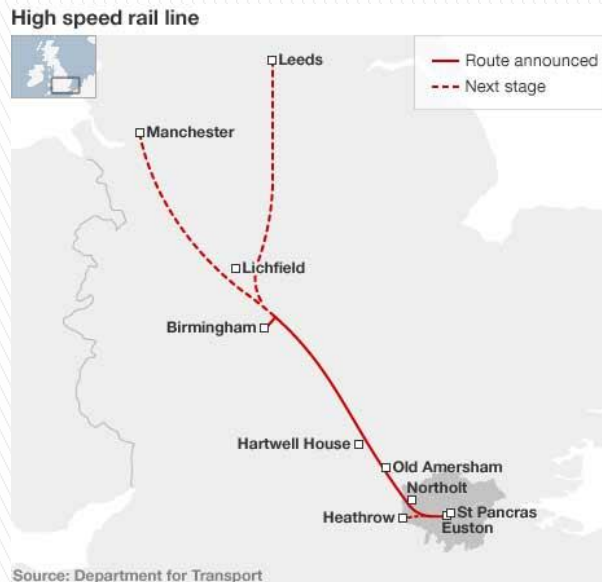 High speed rail line
Route announced
Next stage
Leeds
Manchester
Lichfield
Birmingham
Hartwell House
Old Amersham
Northolt
St Pancras
Heathrow
Euston
Source: Department for Transport